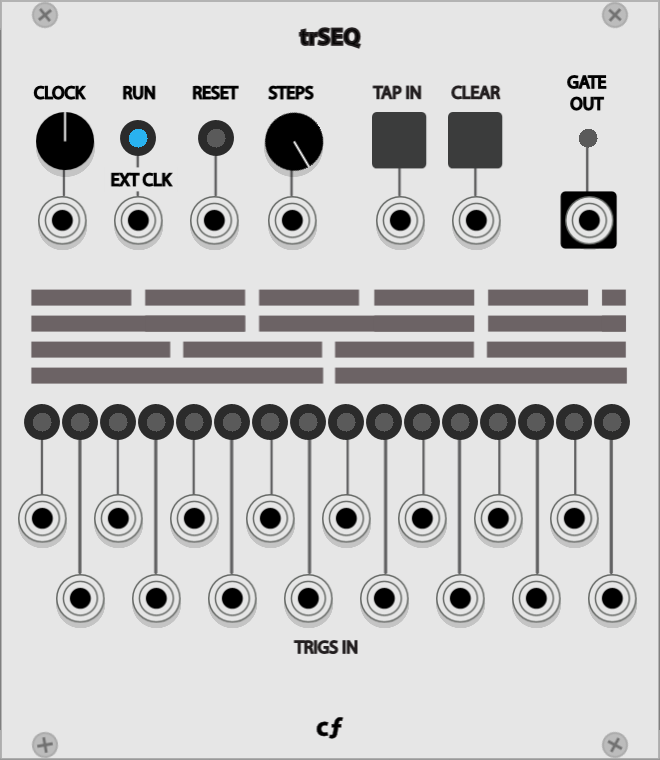 trSEQ
CLOCK RUN RESET STEPS TAP IN CLEAR GATE
OUT
EXT CLK
TRIGS IN
cf